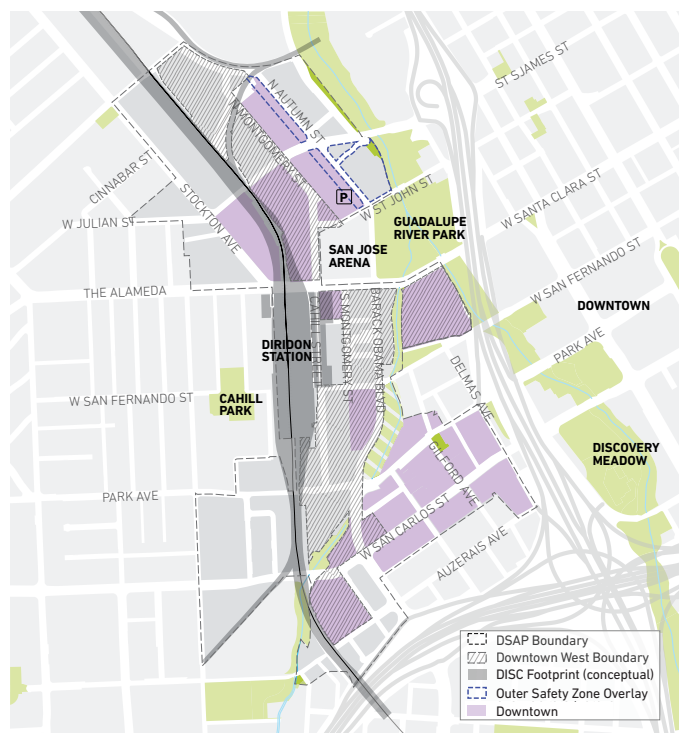 ST SJAMES ST
N AUTUMN ST
N MONTGOMERY ST
CINNABAR ST
STOCKTON AVE
P
W ST JOHN ST
W SANTA CLARA ST
W JULIAN ST
GUADALUPE
RIVER PARK
SAN JOSE
ARENA
W SAN FERNANDO ST
THE ALAMEDA
DOWNTOWN
CAHILL STREET
S MONTGOMERY ST
BARACK OBAMA BLVD
DIRIDON
STATION
PARK AVE
DELMAS AVE
W SAN FERNANDO ST
CAHILL
PARK
GILFORD AVE
DISCOVERY
MEADOW
PARK AVE
W SAN CARLOS ST
AUZERAIS AVE
DSAP Boundary
Downtown West Boundary
DISC Footprint (conceptual)
Outer Safety Zone Overlay
Downtown